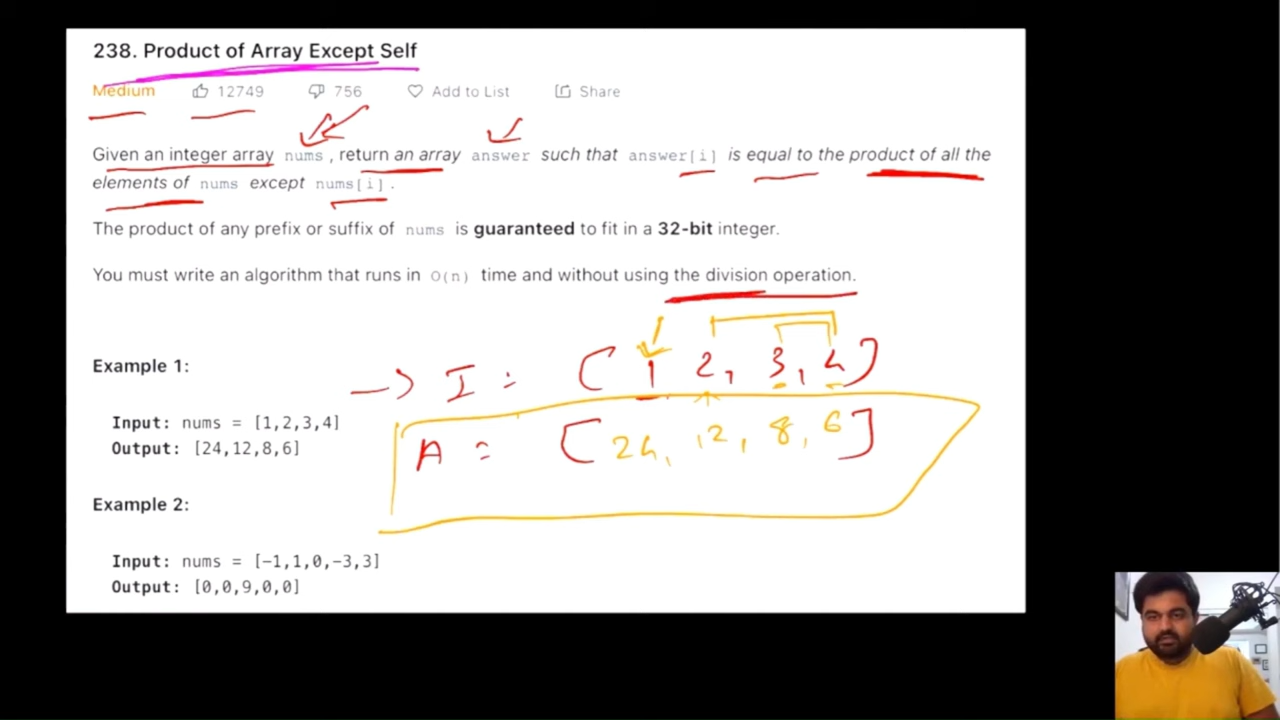 238. Product of Array Except Self
Medium 12749 756 Add to List Share
Given an integer array nums, return an array answer such that answer[i] is equal to the product of all the
elements of nums except nums[i].
The product of any prefix or suffix of nums is guaranteed to fit in a 32-bit integer.
You must write an algorithm that runs in O(n) time and without using the division operation.
I = [1 2, 3, 4]
A = [24, 12, 8, 6]
Example 1:
Input: nums = [1,2,3,4]
Output: [24,12,8,6]
Example 2:
Input: nums = [-1,1,0,-3,3]
Output: [0,0,9,0,0]